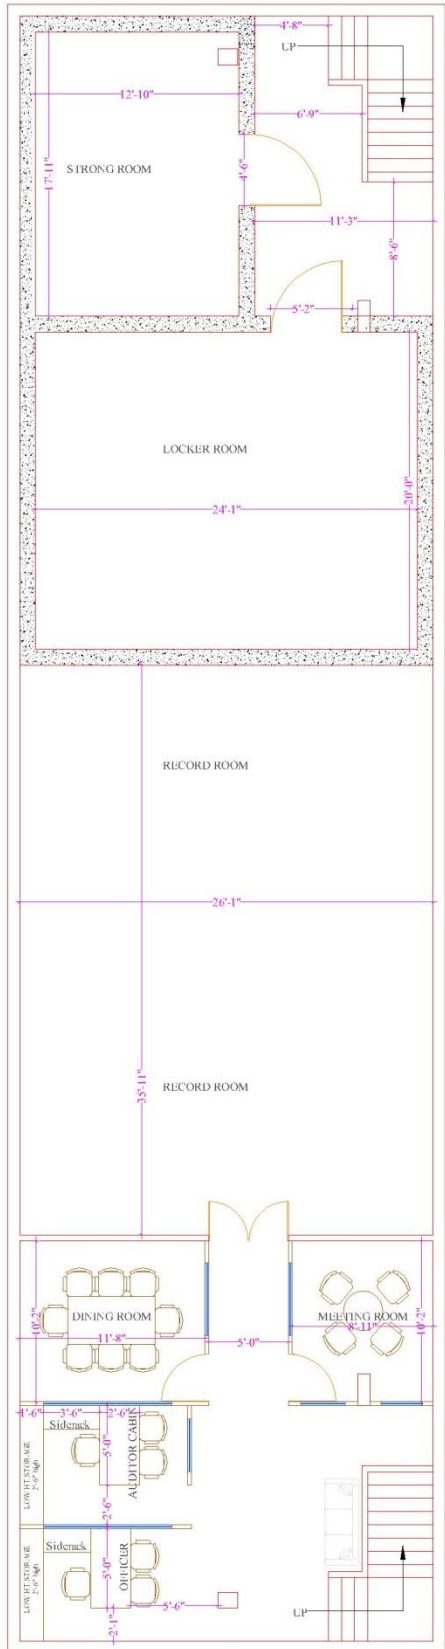 4'-8"
UP
12'-10"
6'-9"
STRONG ROOM
4'-6"
17'-11"
11'-3"
8'-6"
5'-2"
LOCKER ROOM
20'-0"
24'-1"
RECORD ROOM
26'-1"
RECORD ROOM
35'-11"
DINING ROOM
MEETING ROOM
10'-2"
11'-8"
5'-0"
8'-11"
10'-2"
1'-6"
3'-6"
2'-6"
Siderack
AUDITOR CABIN
5'-0"
LOW HT STORAGE
2'-6" high
2'-6"
Siderack
OFFICER
5'-0"
LOW HT STORAGE
2'-6" high
5'-6"
UP
2'-1"